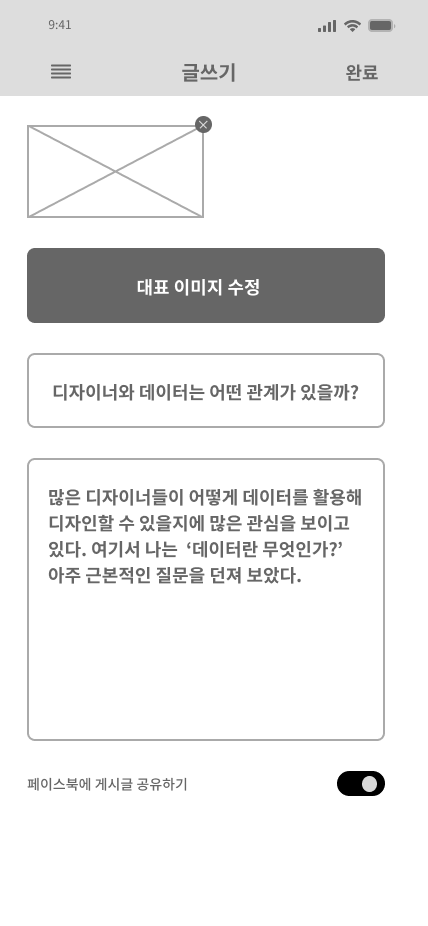 9:41
글쓰기
완료
대표 이미지 수정
디자이너와 데이터는 어떤 관계가 있을까?
많은 디자이너들이 어떻게 데이터를 활용해
디자인할 수 있을지에 많은 관심을 보이고
있다. 여기서 나는 ‘데이터란 무엇인가?’
아주 근본적인 질문을 던져 보았다.
페이스북에 게시글 공유하기